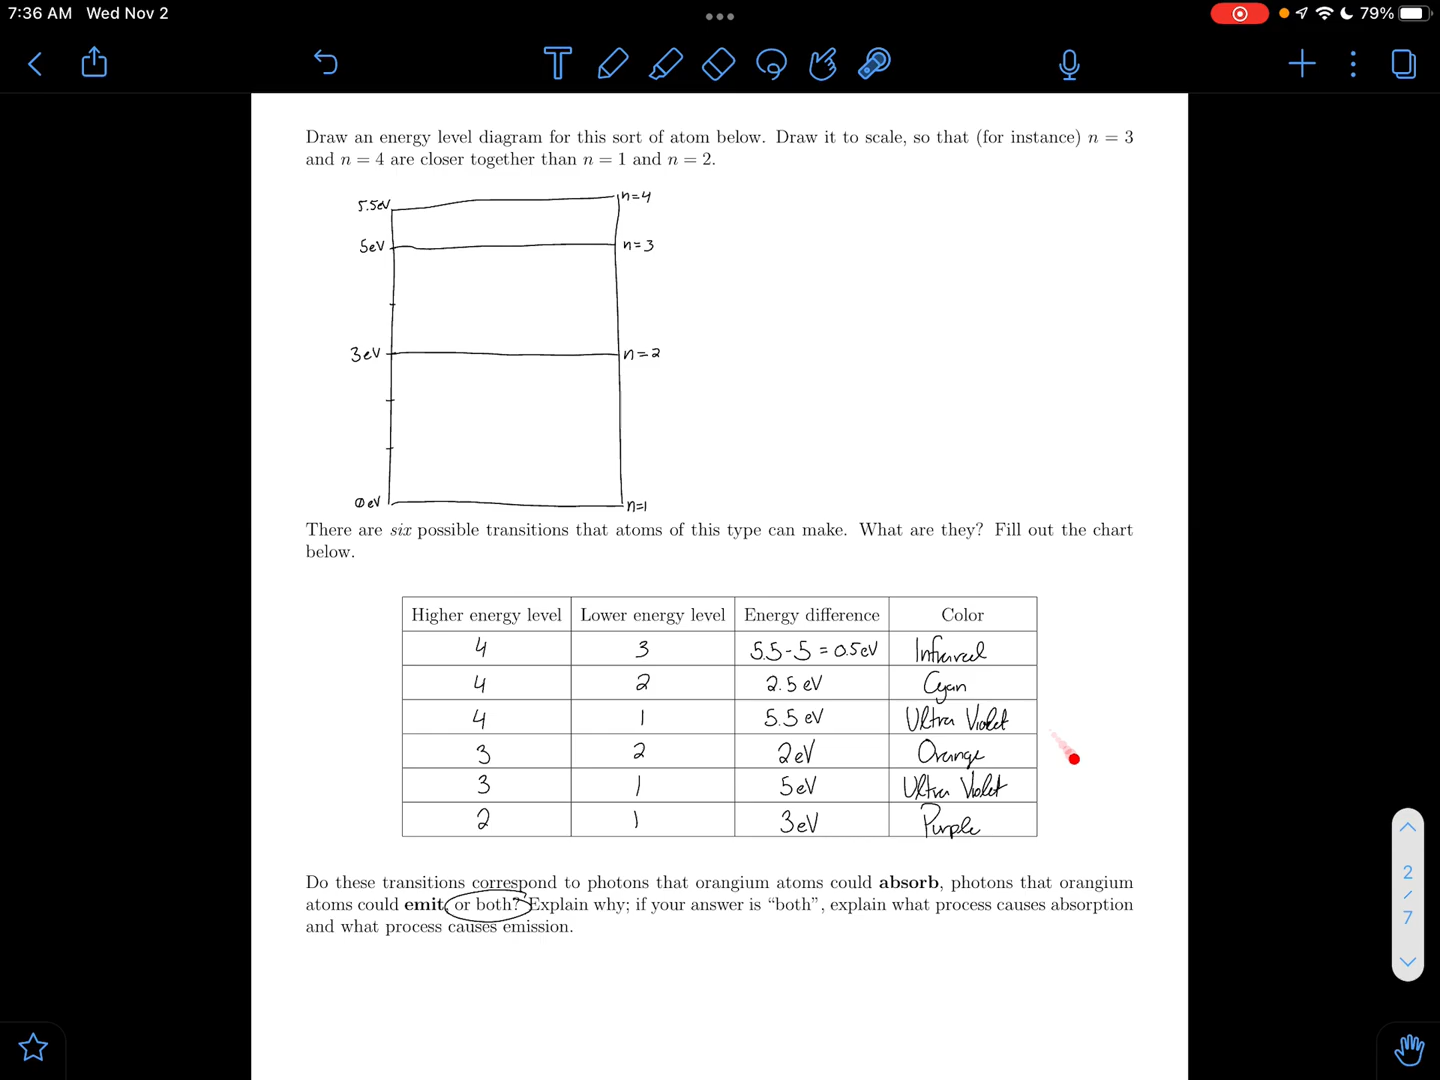 7:36 AM Wed Nov 2
79%
Draw an energy level diagram for this sort of atom below. Draw it to scale, so that (for instance) n = 3
and n = 4 are closer together than n = 1 and n = 2.
5.5eV n=4
5eV n=3
3eV n=2
0eV n=1
There are six possible transitions that atoms of this type can make. What are they? Fill out the chart
below.
Higher energy level Lower energy level Energy difference Color
4 3 5.5-5 = 0.5eV Infrared
4 2 2.5 eV Cyan
4 1 5.5 eV Ultra Violet
3 2 2eV Orange
3 1 5eV Ultra Violet
2 1 3eV Purple
Do these transitions correspond to photons that orangium atoms could absorb, photons that orangium
atoms could emit, or both? Explain why; if your answer is “both”, explain what process causes absorption
and what process causes emission.
2
/
7